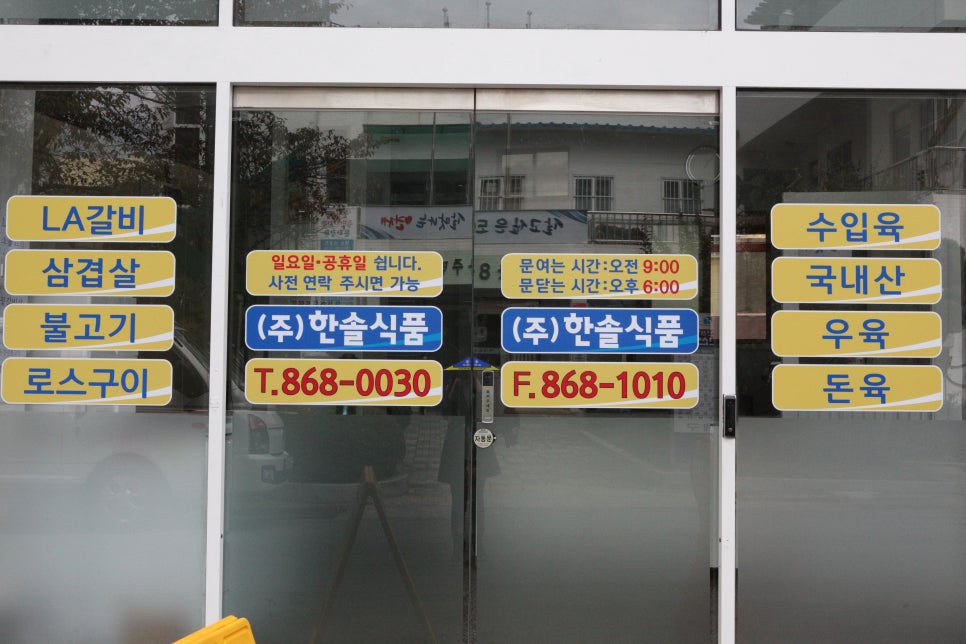 LA갈비
삼겹살
불고기
로스구이
일요일·공휴일 쉽니다.
사전 연락 주시면 가능
(주)한솔식품
T.868-0030
문여는 시간:오전 9:00
문닫는 시간:오후 6:00
(주)한솔식품
F.868-1010
자동문
수입육
국내산
우육
돈육